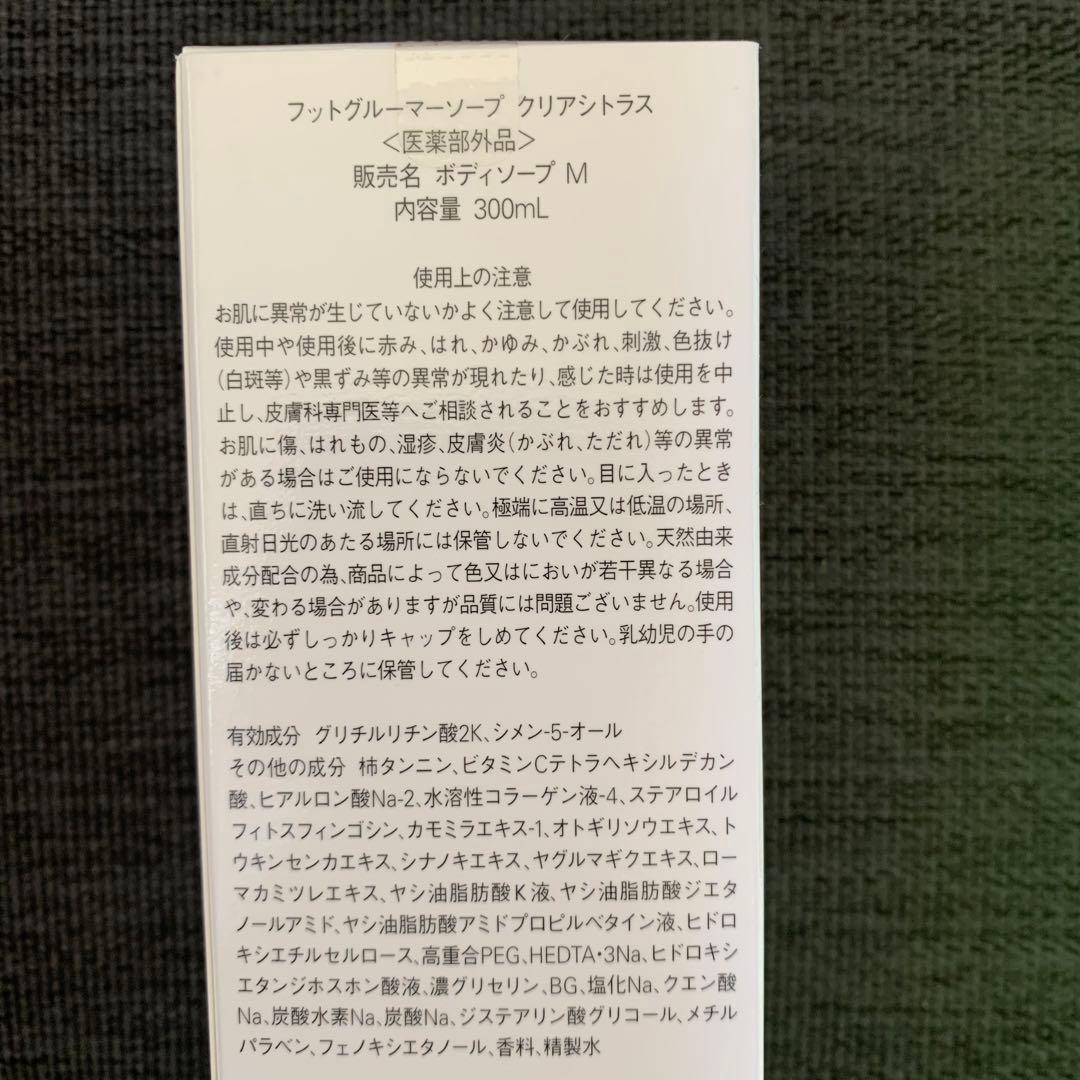 フットグルーマーソープ クリアシトラス
<医薬部外品>
販売名 ボディソープ M
内容量 300mL
使用上の注意
お肌に異常が生じていないかよく注意して使用してください。
使用中や使用後に赤み、はれ、かゆみ、かぶれ、刺激、色抜け
(白斑等)や黒ずみ等の異常が現れたり、感じた時は使用を中
止し、皮膚科専門医等へご相談されることをおすすめします。
お肌に傷、はれもの、湿疹、皮膚炎(かぶれ、ただれ)等の異常
がある場合はご使用にならないでください。目に入ったとき
は、直ちに洗い流してください。極端に高温又は低温の場所、
直射日光のあたる場所には保管しないでください。天然由来
成分配合の為、商品によって色又はにおいが若干異なる場合
や、変わる場合がありますが品質には問題ございません。使用
後は必ずしっかりキャップをしめてください。乳幼児の手の
届かないところに保管してください。
有効成分 グリチルリチン酸2K、シメン-5-オール
その他の成分 柿タンニン、ビタミンCテトラヘキシルデカン
酸、ヒアルロン酸Na-2、水溶性コラーゲン液-4、ステアロイル
フィトスフィンゴシン、カモミラエキス-1、オトギリソウエキス、ト
ウキンセンカエキス、シナノキエキス、ヤグルマギクエキス、ロー
マカミツレエキス、ヤシ油脂肪酸K液、ヤシ油脂肪酸ジエタ
ノールアミド、ヤシ油脂肪酸アミドプロピルベタイン液、ヒドロ
キシエチルセルロース、高重合PEG、HEDTA・3Na、ヒドロキシ
エタンジホスホン酸液、濃グリセリン、BG、塩化Na、クエン酸
Na、炭酸水素Na、炭酸Na、ジステアリン酸グリコール、メチル
パラベン、フェノキシエタノール、香料、精製水